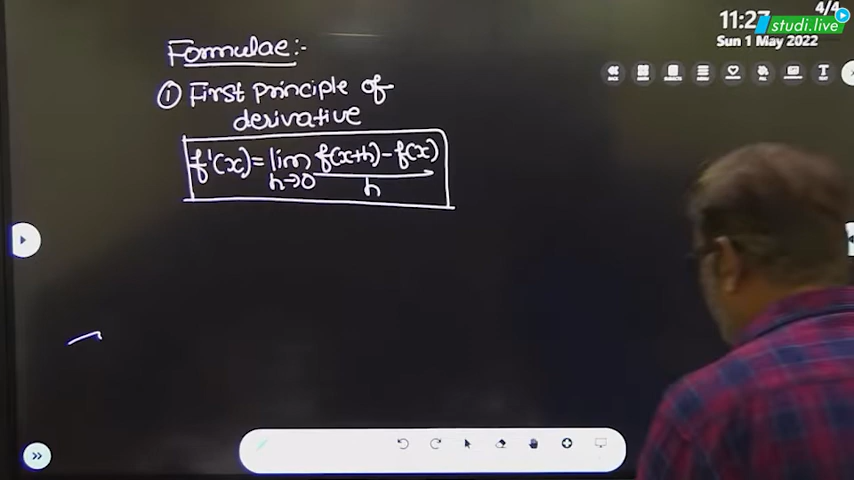 4/4
11:27
studi.live
Sun 1 May 2022
Formulae:-
① First principle of
derivative
f'(x) = lim h→0 f(x+h) - f(x) / h